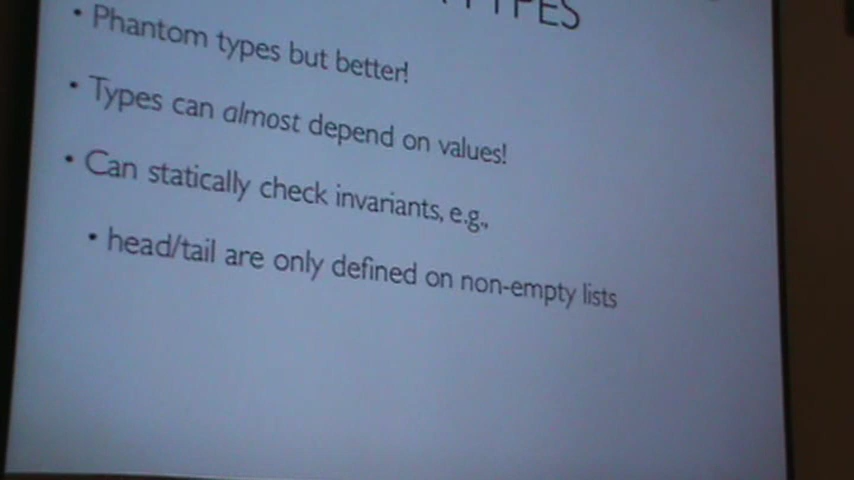 TYPES
• Phantom types but better!
• Types can almost depend on values!
• Can statically check invariants, e.g.,
• head/tail are only defined on non-empty lists